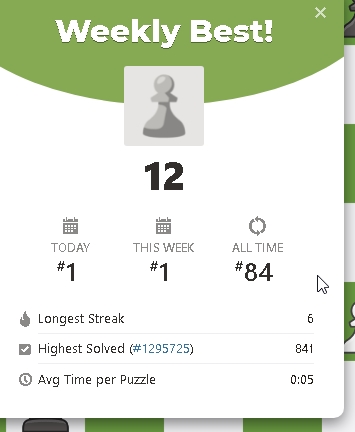 Weekly Best!
12
TODAY THIS WEEK ALL TIME
#1 #1 #84
Longest Streak 6
Highest Solved (#1295725) 841
Avg Time per Puzzle 0:05